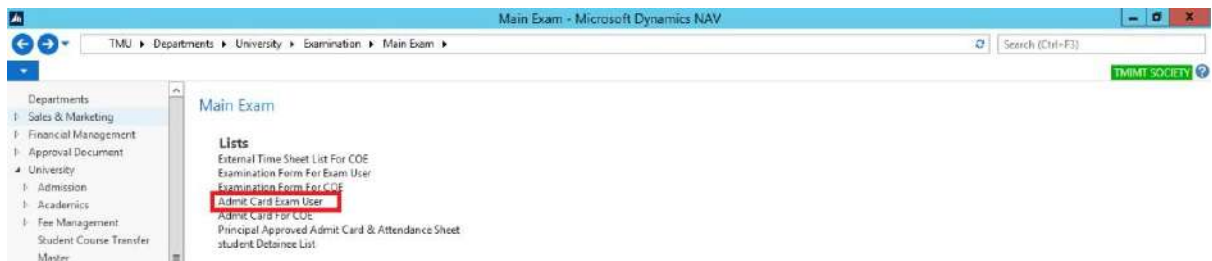 Main Exam - Microsoft Dynamics NAV
TMU ▸ Departments ▸ University ▸ Examination ▸ Main Exam ▸
Search (Ctrl+F3)
TMIMT SOCIETY
Departments
Sales & Marketing
Financial Management
Approval Document
University
Admission
Academics
Fee Management
Student Course Transfer
Master
Main Exam
Lists
External Time Sheet List For COE
Examination Form For Exam User
Examination Form For COE
Admit Card Exam User
Admit Card For COE
Principal Approved Admit Card & Attendance Sheet
student Detainee List